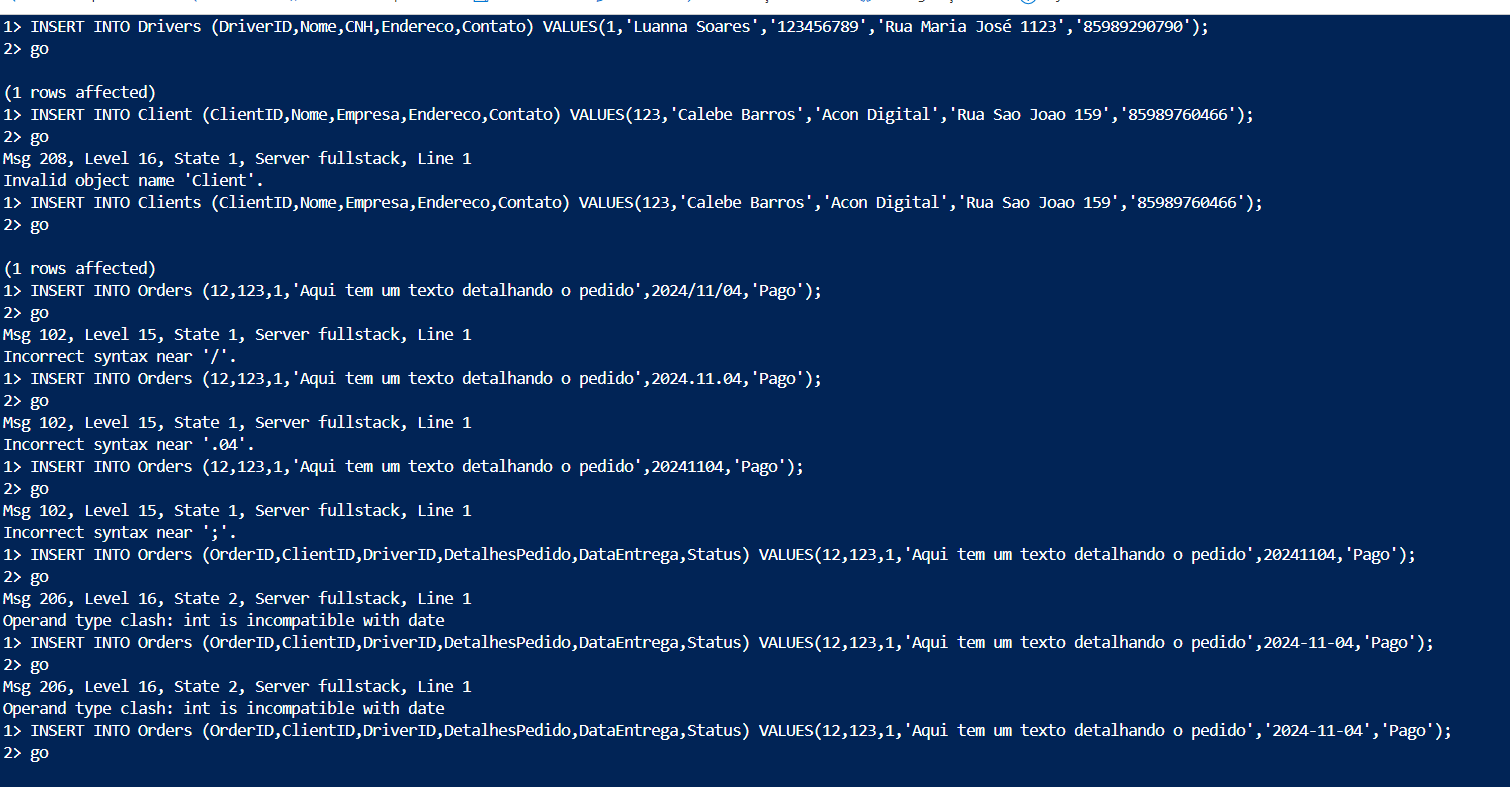 1> INSERT INTO Drivers (DriverID,Nome,CNH,Endereco,Contato) VALUES(1,'Luanna Soares','123456789','Rua Maria José 1123','85989290790');
2> go
(1 rows affected)
1> INSERT INTO Client (ClientID,Nome,Empresa,Endereco,Contato) VALUES(123,'Calebe Barros','Acon Digital','Rua Sao Joao 159','85989760466');
2> go
Msg 208, Level 16, State 1, Server fullstack, Line 1
Invalid object name 'Client'.
1> INSERT INTO Clients (ClientID,Nome,Empresa,Endereco,Contato) VALUES(123,'Calebe Barros','Acon Digital','Rua Sao Joao 159','85989760466');
2> go
(1 rows affected)
1> INSERT INTO Orders (12,123,1,'Aqui tem um texto detalhando o pedido',2024/11/04,'Pago');
2> go
Msg 102, Level 15, State 1, Server fullstack, Line 1
Incorrect syntax near '/'.
1> INSERT INTO Orders (12,123,1,'Aqui tem um texto detalhando o pedido',2024.11.04,'Pago');
2> go
Msg 102, Level 15, State 1, Server fullstack, Line 1
Incorrect syntax near '.04'.
1> INSERT INTO Orders (12,123,1,'Aqui tem um texto detalhando o pedido',20241104,'Pago');
2> go
Msg 102, Level 15, State 1, Server fullstack, Line 1
Incorrect syntax near ';'.
1> INSERT INTO Orders (OrderID,ClientID,DriverID,DetalhesPedido,DataEntrega,Status) VALUES(12,123,1,'Aqui tem um texto detalhando o pedido',20241104,'Pago');
2> go
Msg 206, Level 16, State 2, Server fullstack, Line 1
Operand type clash: int is incompatible with date
1> INSERT INTO Orders (OrderID,ClientID,DriverID,DetalhesPedido,DataEntrega,Status) VALUES(12,123,1,'Aqui tem um texto detalhando o pedido',2024-11-04,'Pago');
2> go
Msg 206, Level 16, State 2, Server fullstack, Line 1
Operand type clash: int is incompatible with date
1> INSERT INTO Orders (OrderID,ClientID,DriverID,DetalhesPedido,DataEntrega,Status) VALUES(12,123,1,'Aqui tem um texto detalhando o pedido','2024-11-04','Pago');
2> go